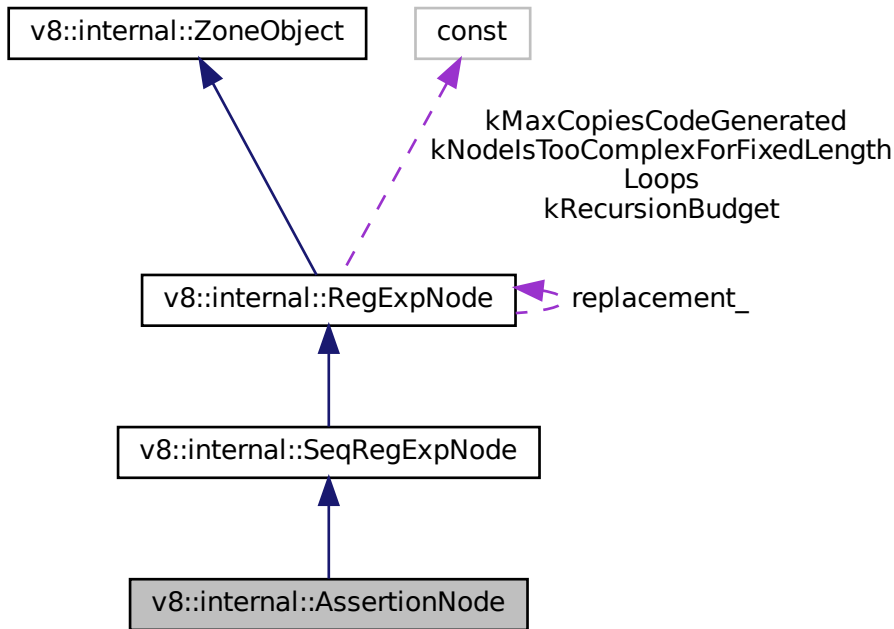 v8::internal::ZoneObject
const
kMaxCopiesCodeGenerated
kNodeIsTooComplexForFixedLength
Loops
kRecursionBudget
v8::internal::RegExpNode
replacement_
v8::internal::SeqRegExpNode
v8::internal::AssertionNode